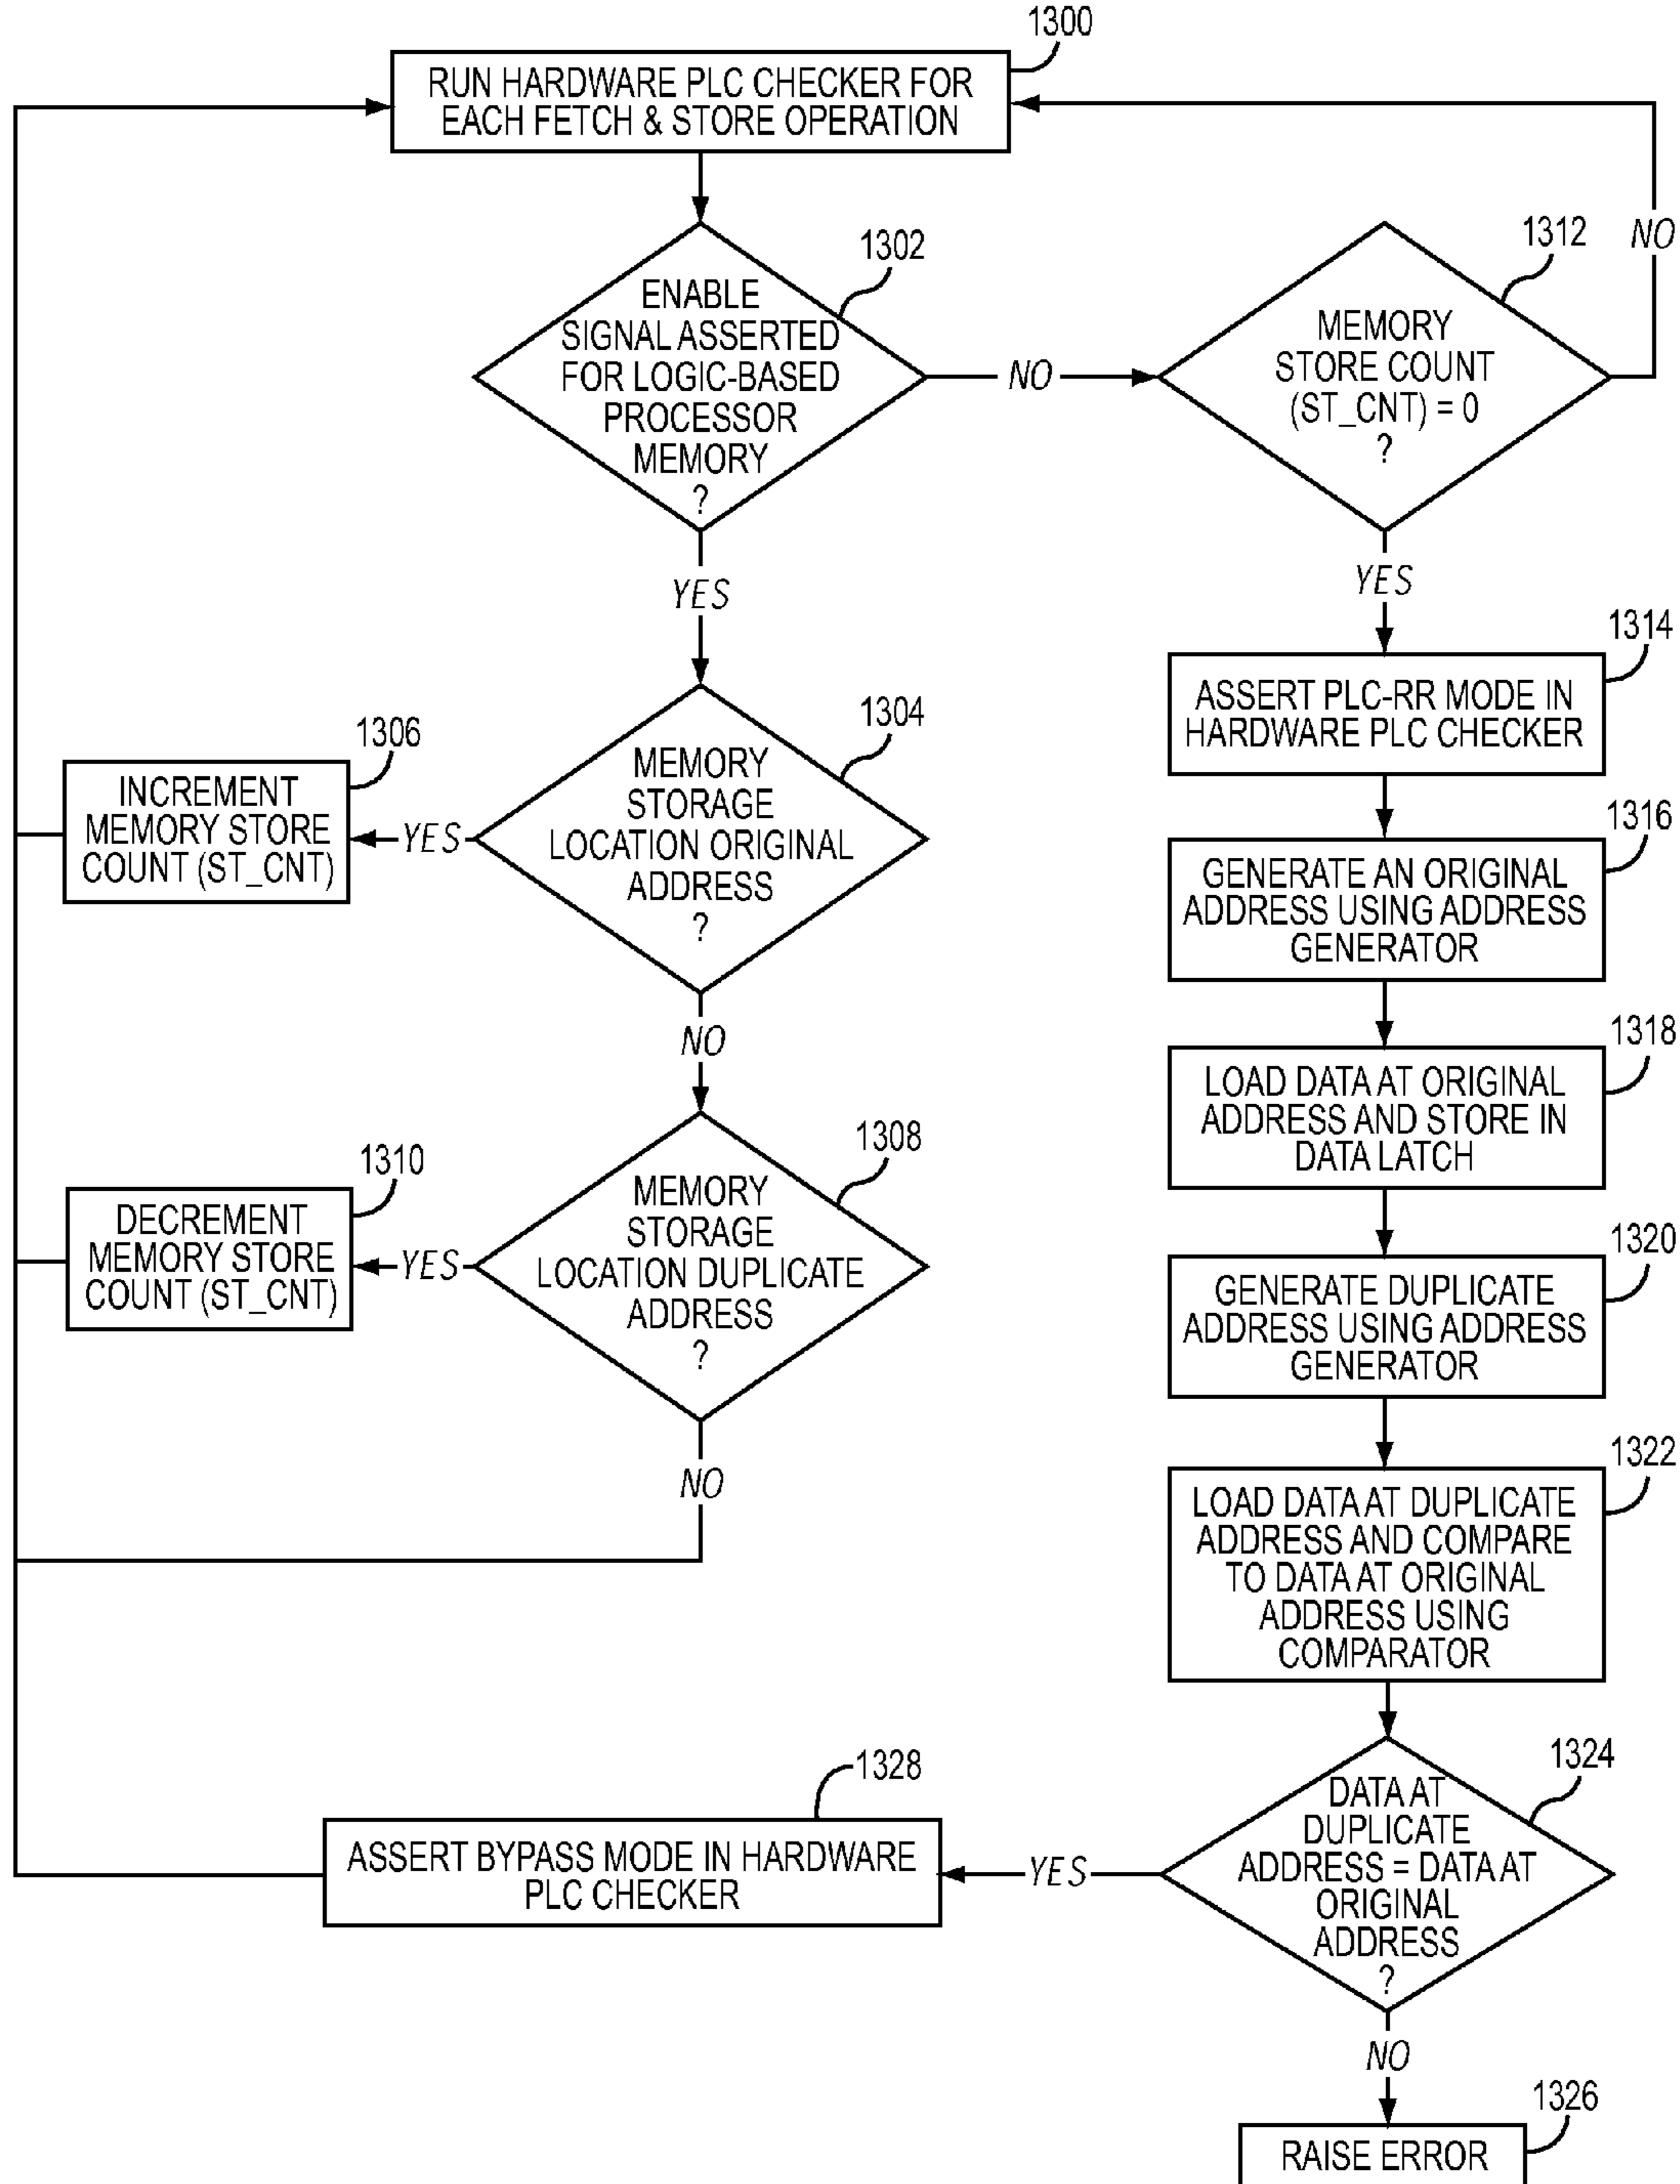 1300
RUN HARDWARE PLC CHECKER FOR
EACH FETCH & STORE OPERATION
1302
ENABLE
SIGNAL ASSERTED
FOR LOGIC-BASED
PROCESSOR
MEMORY
?
NO
1312
MEMORY
STORE COUNT
(ST_CNT) = 0
?
NO
YES
YES
1304
MEMORY
STORAGE
LOCATION ORIGINAL
ADDRESS
?
YES
1306
INCREMENT
MEMORY STORE
COUNT (ST_CNT)
NO
1308
MEMORY
STORAGE
LOCATION DUPLICATE
ADDRESS
?
YES
1310
DECREMENT
MEMORY STORE
COUNT (ST_CNT)
NO
1314
ASSERT PLC-RR MODE IN
HARDWARE PLC CHECKER
1316
GENERATE AN ORIGINAL
ADDRESS USING ADDRESS
GENERATOR
1318
LOAD DATA AT ORIGINAL
ADDRESS AND STORE IN
DATA LATCH
1320
GENERATE DUPLICATE
ADDRESS USING ADDRESS
GENERATOR
1322
LOAD DATA AT DUPLICATE
ADDRESS AND COMPARE
TO DATA AT ORIGINAL
ADDRESS USING
COMPARATOR
1324
DATA AT
DUPLICATE
ADDRESS = DATA AT
ORIGINAL
ADDRESS
?
YES
1328
ASSERT BYPASS MODE IN HARDWARE
PLC CHECKER
NO
1326
RAISE ERROR